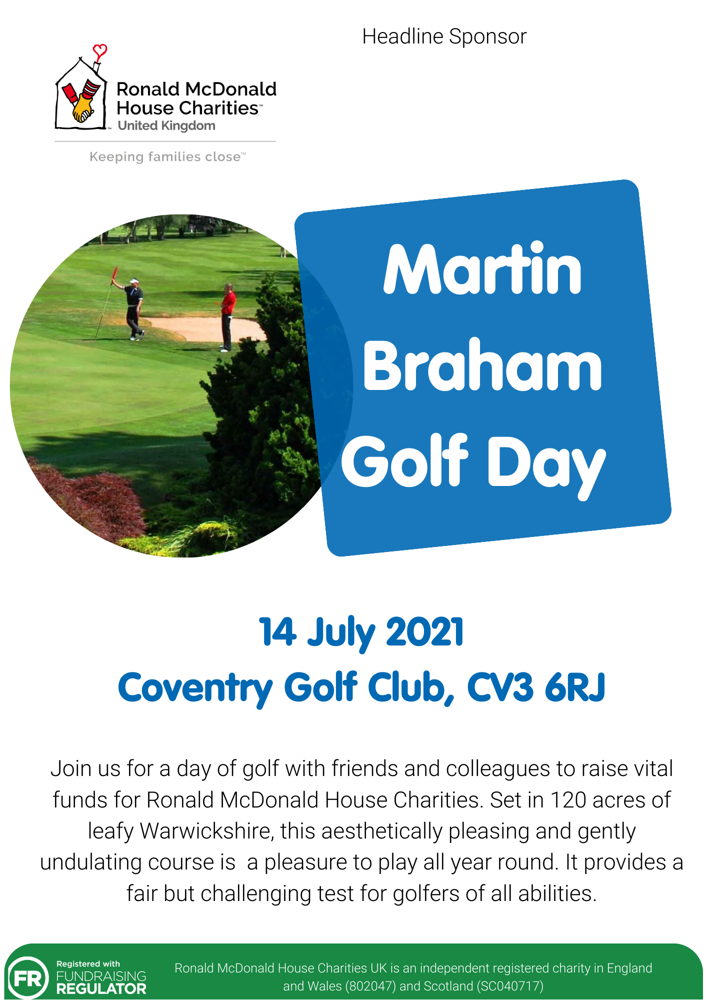 Headline Sponsor
Ronald McDonald
House Charities™
United Kingdom
Keeping families close™
Martin
Braham
Golf Day
14 July 2021
Coventry Golf Club, CV3 6RJ
Join us for a day of golf with friends and colleagues to raise vital
funds for Ronald McDonald House Charities. Set in 120 acres of
leafy Warwickshire, this aesthetically pleasing and gently
undulating course is  a pleasure to play all year round. It provides a
fair but challenging test for golfers of all abilities.
FR
Registered with
FUNDRAISING
REGULATOR
Ronald McDonald House Charities UK is an independent registered charity in England
and Wales (802047) and Scotland (SC040717)